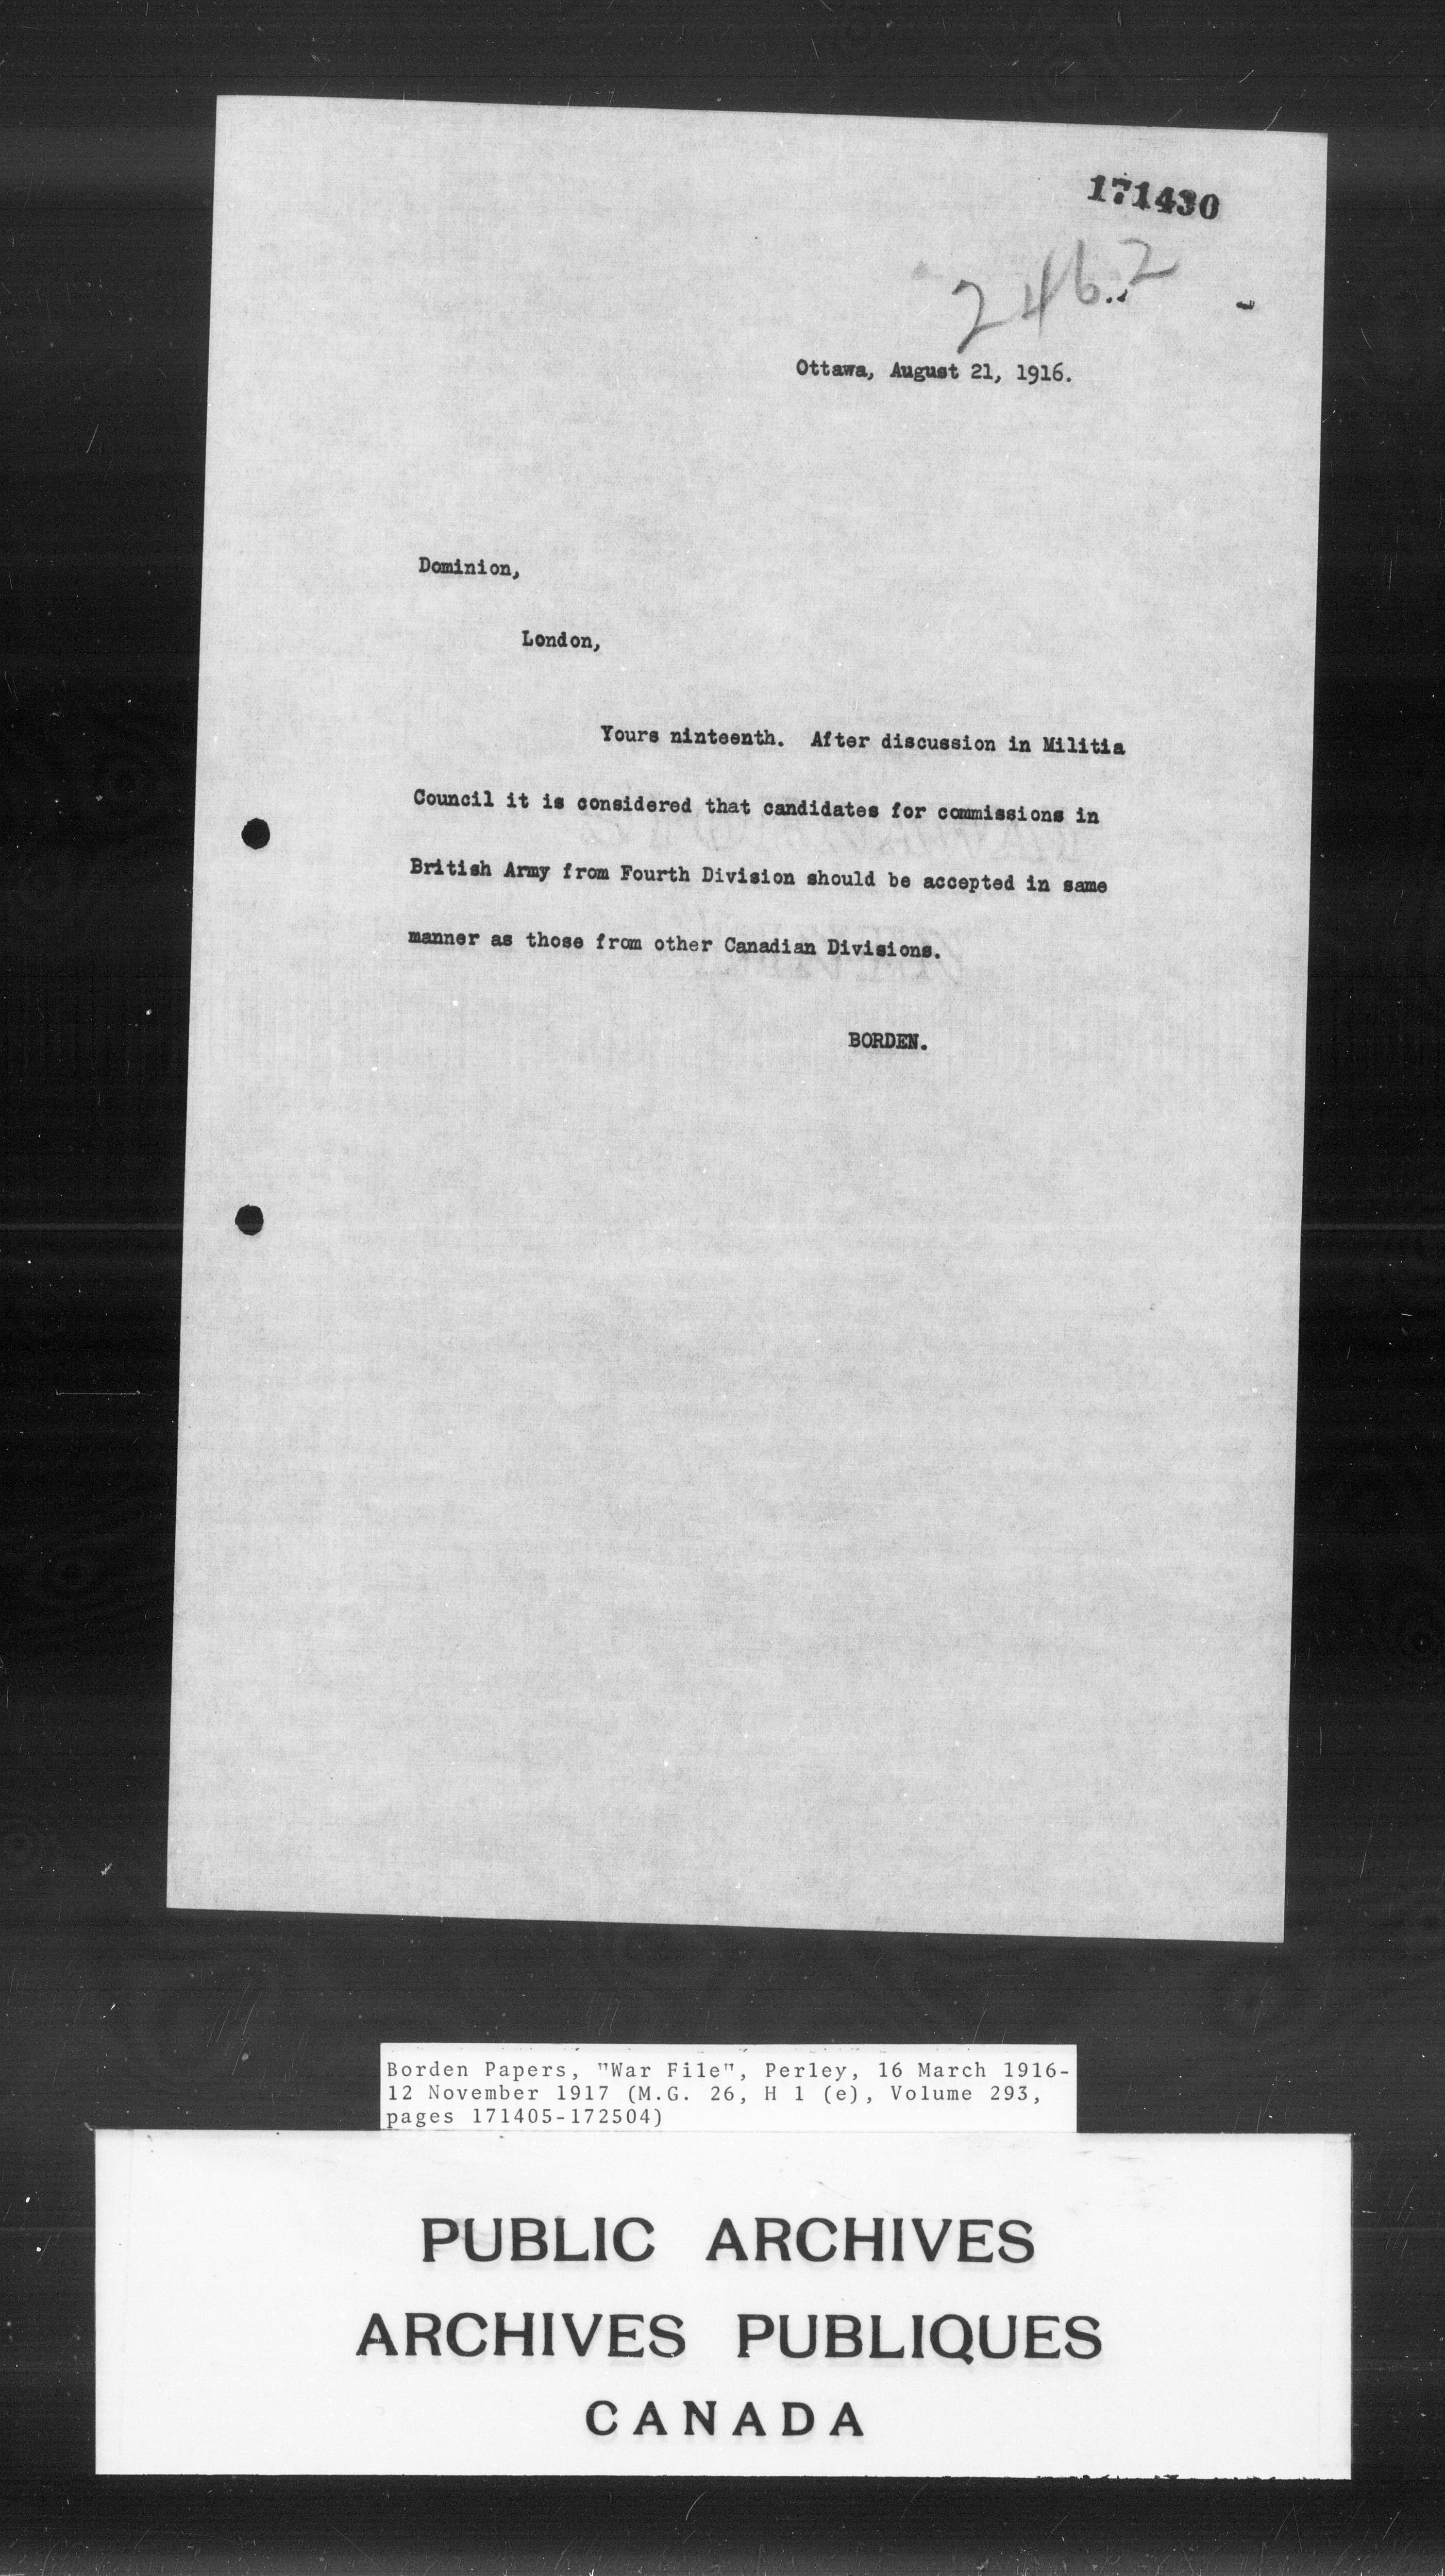 171430
2462
Ottawa, August 21, 1916.
Dominion,
London,
Yours ninteenth. After discussion in Militia
Council it is considered that candidates for commissions in
British Army from Fourth Division should be accepted in same
manner as those from other Canadian Divisions.
BORDEN.
Borden Papers, "War File", Perley, 16 March 1916-
12 November 1917 (M.G. 26, H 1 (e), Volume 293,
pages 171405-172504)
PUBLIC ARCHIVES
ARCHIVES PUBLIQUES
CANADA